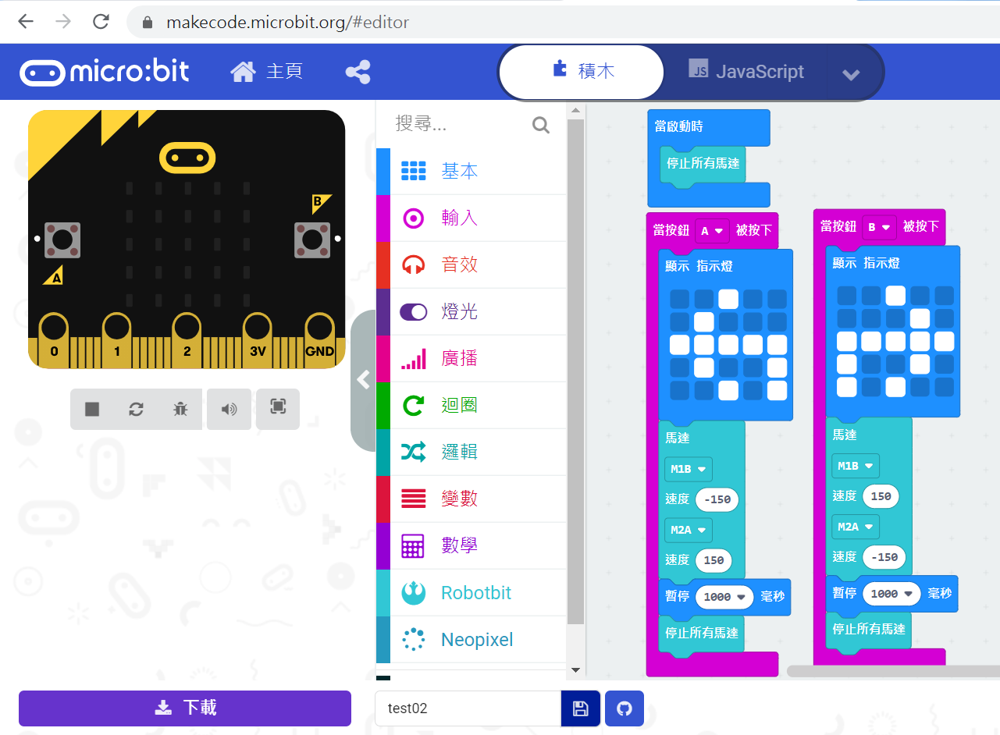 makecode.microbit.org/#editor
micro:bit
主頁
積木
JS JavaScript
A
B
0 1 2 3V GND
搜尋...
基本
輸入
音效
燈光
廣播
迴圈
邏輯
變數
數學
Robotbit
Neopixel
當啟動時
停止所有馬達
當按鈕 A 被按下
顯示 指示燈
馬達
M1B
速度 -150
M2A
速度 150
暫停 1000 毫秒
停止所有馬達
當按鈕 B 被按下
顯示 指示燈
馬達
M1B
速度 150
M2A
速度 -150
暫停 1000 毫秒
停止所有馬達
下載
test02